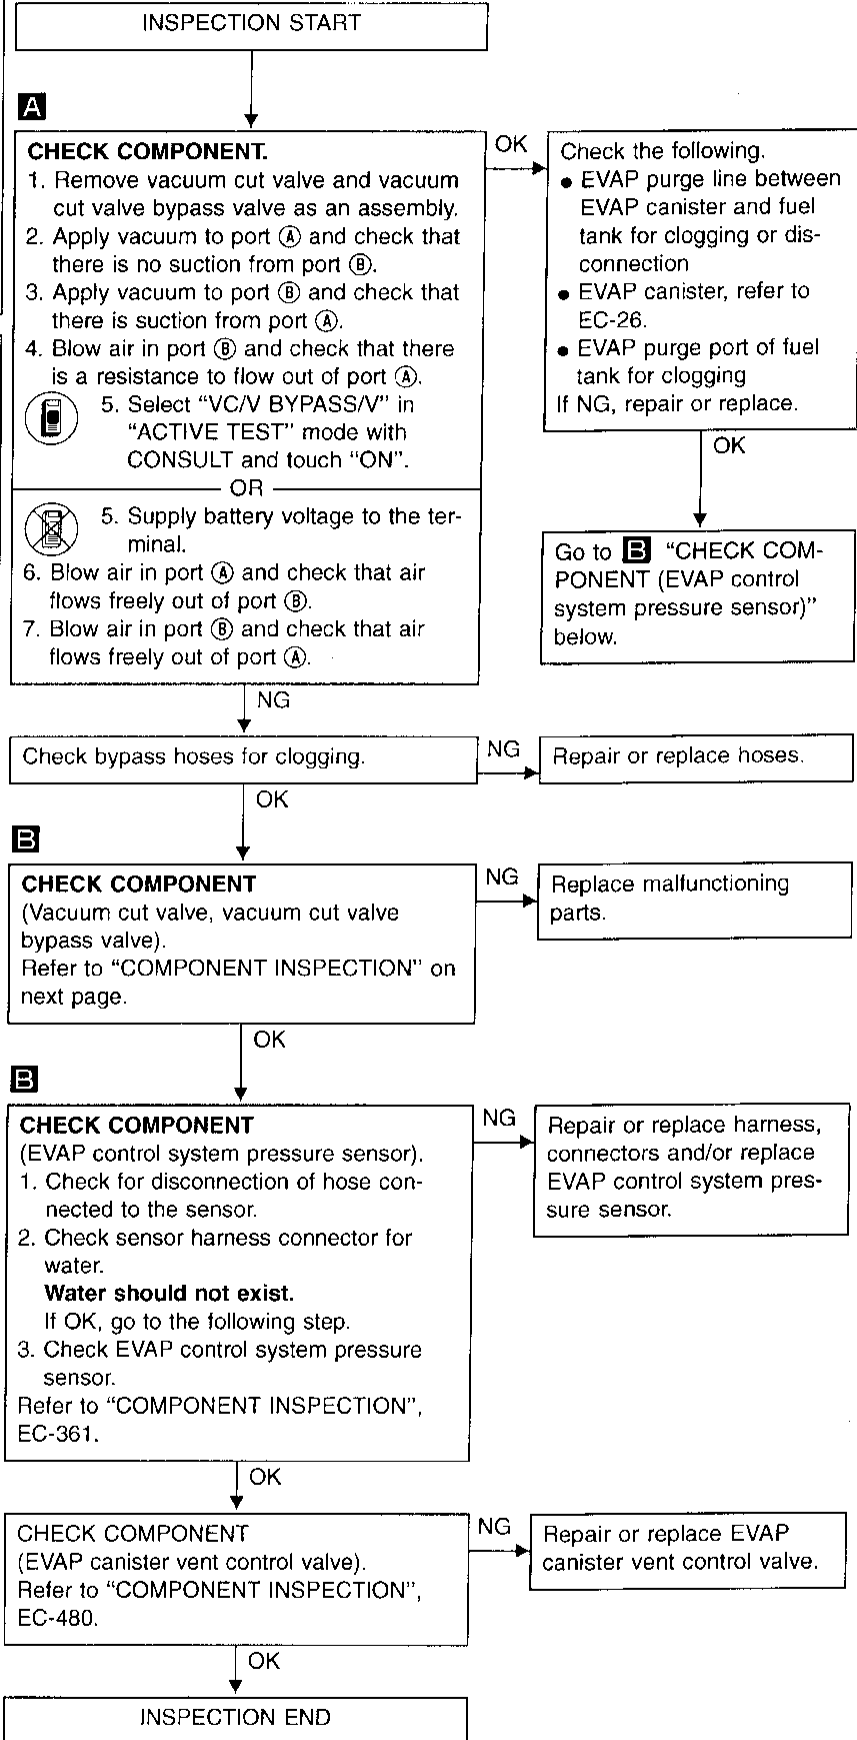 INSPECTION START
A
CHECK COMPONENT.
1. Remove vacuum cut valve and vacuum
cut valve bypass valve as an assembly.
2. Apply vacuum to port Ⓐ and check that
there is no suction from port Ⓑ.
3. Apply vacuum to port Ⓑ and check that
there is suction from port Ⓐ.
4. Blow air in port Ⓑ and check that there
is a resistance to flow out of port Ⓐ.
5. Select “VC/V BYPASS/V” in
“ACTIVE TEST” mode with
CONSULT and touch “ON”.
OR
5. Supply battery voltage to the ter-
minal.
6. Blow air in port Ⓐ and check that air
flows freely out of port Ⓑ.
7. Blow air in port Ⓑ and check that air
flows freely out of port Ⓐ.
OK
Check the following.
● EVAP purge line between
EVAP canister and fuel
tank for clogging or dis-
connection
● EVAP canister, refer to
EC-26.
● EVAP purge port of fuel
tank for clogging
If NG, repair or replace.
OK
Go to B “CHECK COM-
PONENT (EVAP control
system pressure sensor)”
below.
NG
Check bypass hoses for clogging.
NG
Repair or replace hoses.
OK
B
CHECK COMPONENT
(Vacuum cut valve, vacuum cut valve
bypass valve).
Refer to “COMPONENT INSPECTION” on
next page.
NG
Replace malfunctioning
parts.
OK
B
CHECK COMPONENT
(EVAP control system pressure sensor).
1. Check for disconnection of hose con-
nected to the sensor.
2. Check sensor harness connector for
water.
Water should not exist.
If OK, go to the following step.
3. Check EVAP control system pressure
sensor.
Refer to “COMPONENT INSPECTION”,
EC-361.
NG
Repair or replace harness,
connectors and/or replace
EVAP control system pres-
sure sensor.
OK
CHECK COMPONENT
(EVAP canister vent control valve).
Refer to “COMPONENT INSPECTION”,
EC-480.
NG
Repair or replace EVAP
canister vent control valve.
OK
INSPECTION END